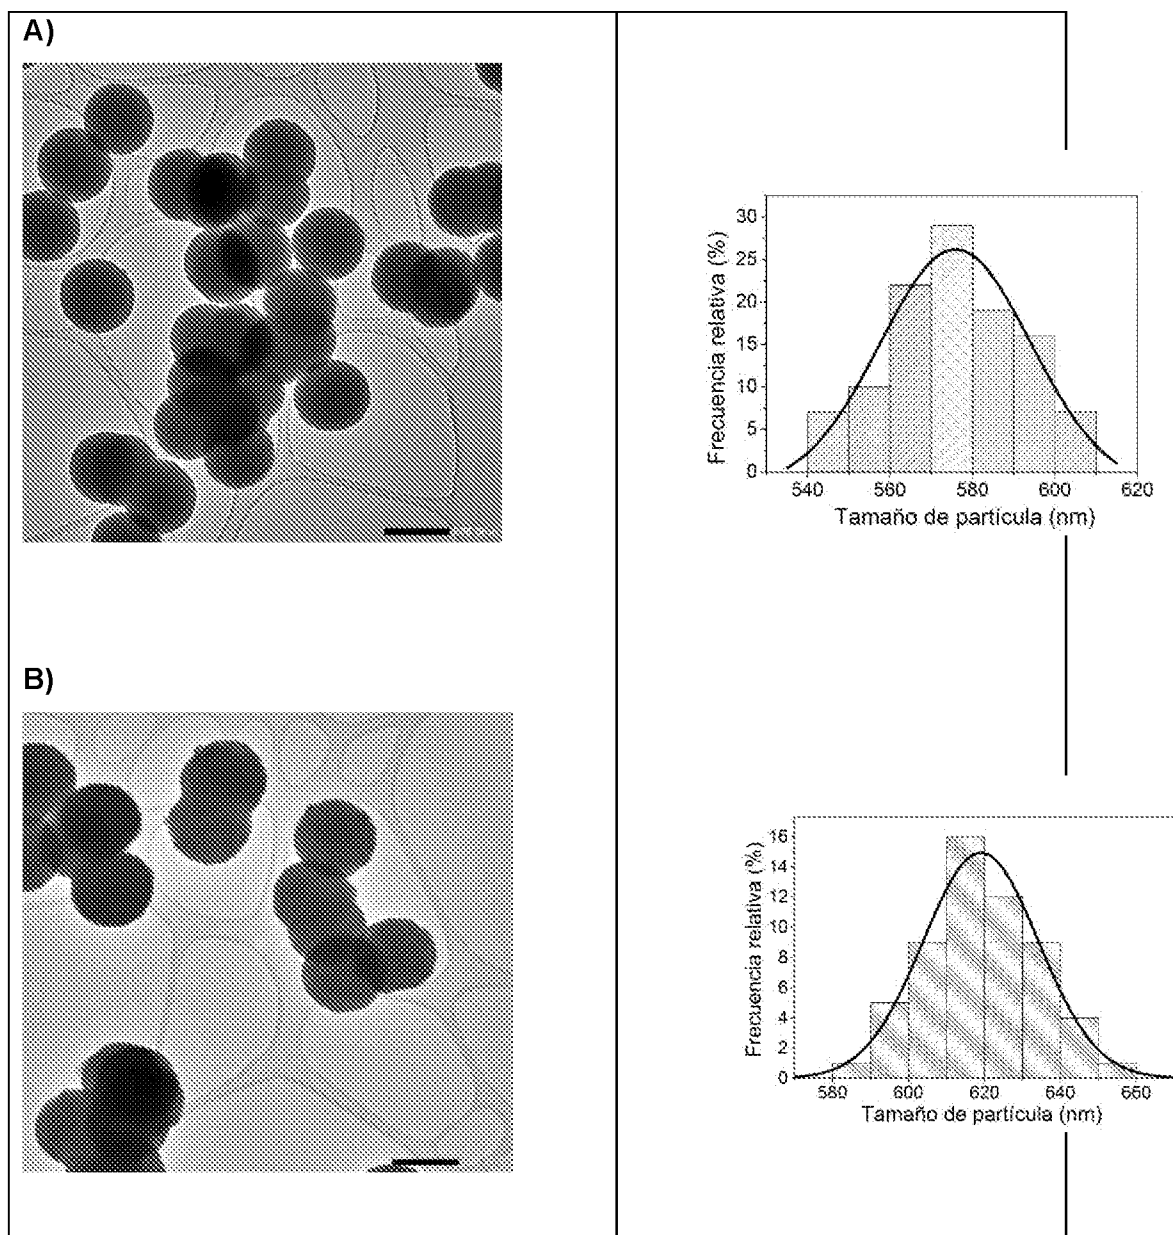 A)
Frecuencia relativa (%)
30
25
20
15
10
5
0
540 560 580 600 620
Tamaño de partícula (nm)
B)
Frecuencia relativa (%)
16
14
12
10
8
6
4
2
0
580 600 620 640 660
Tamaño de partícula (nm)